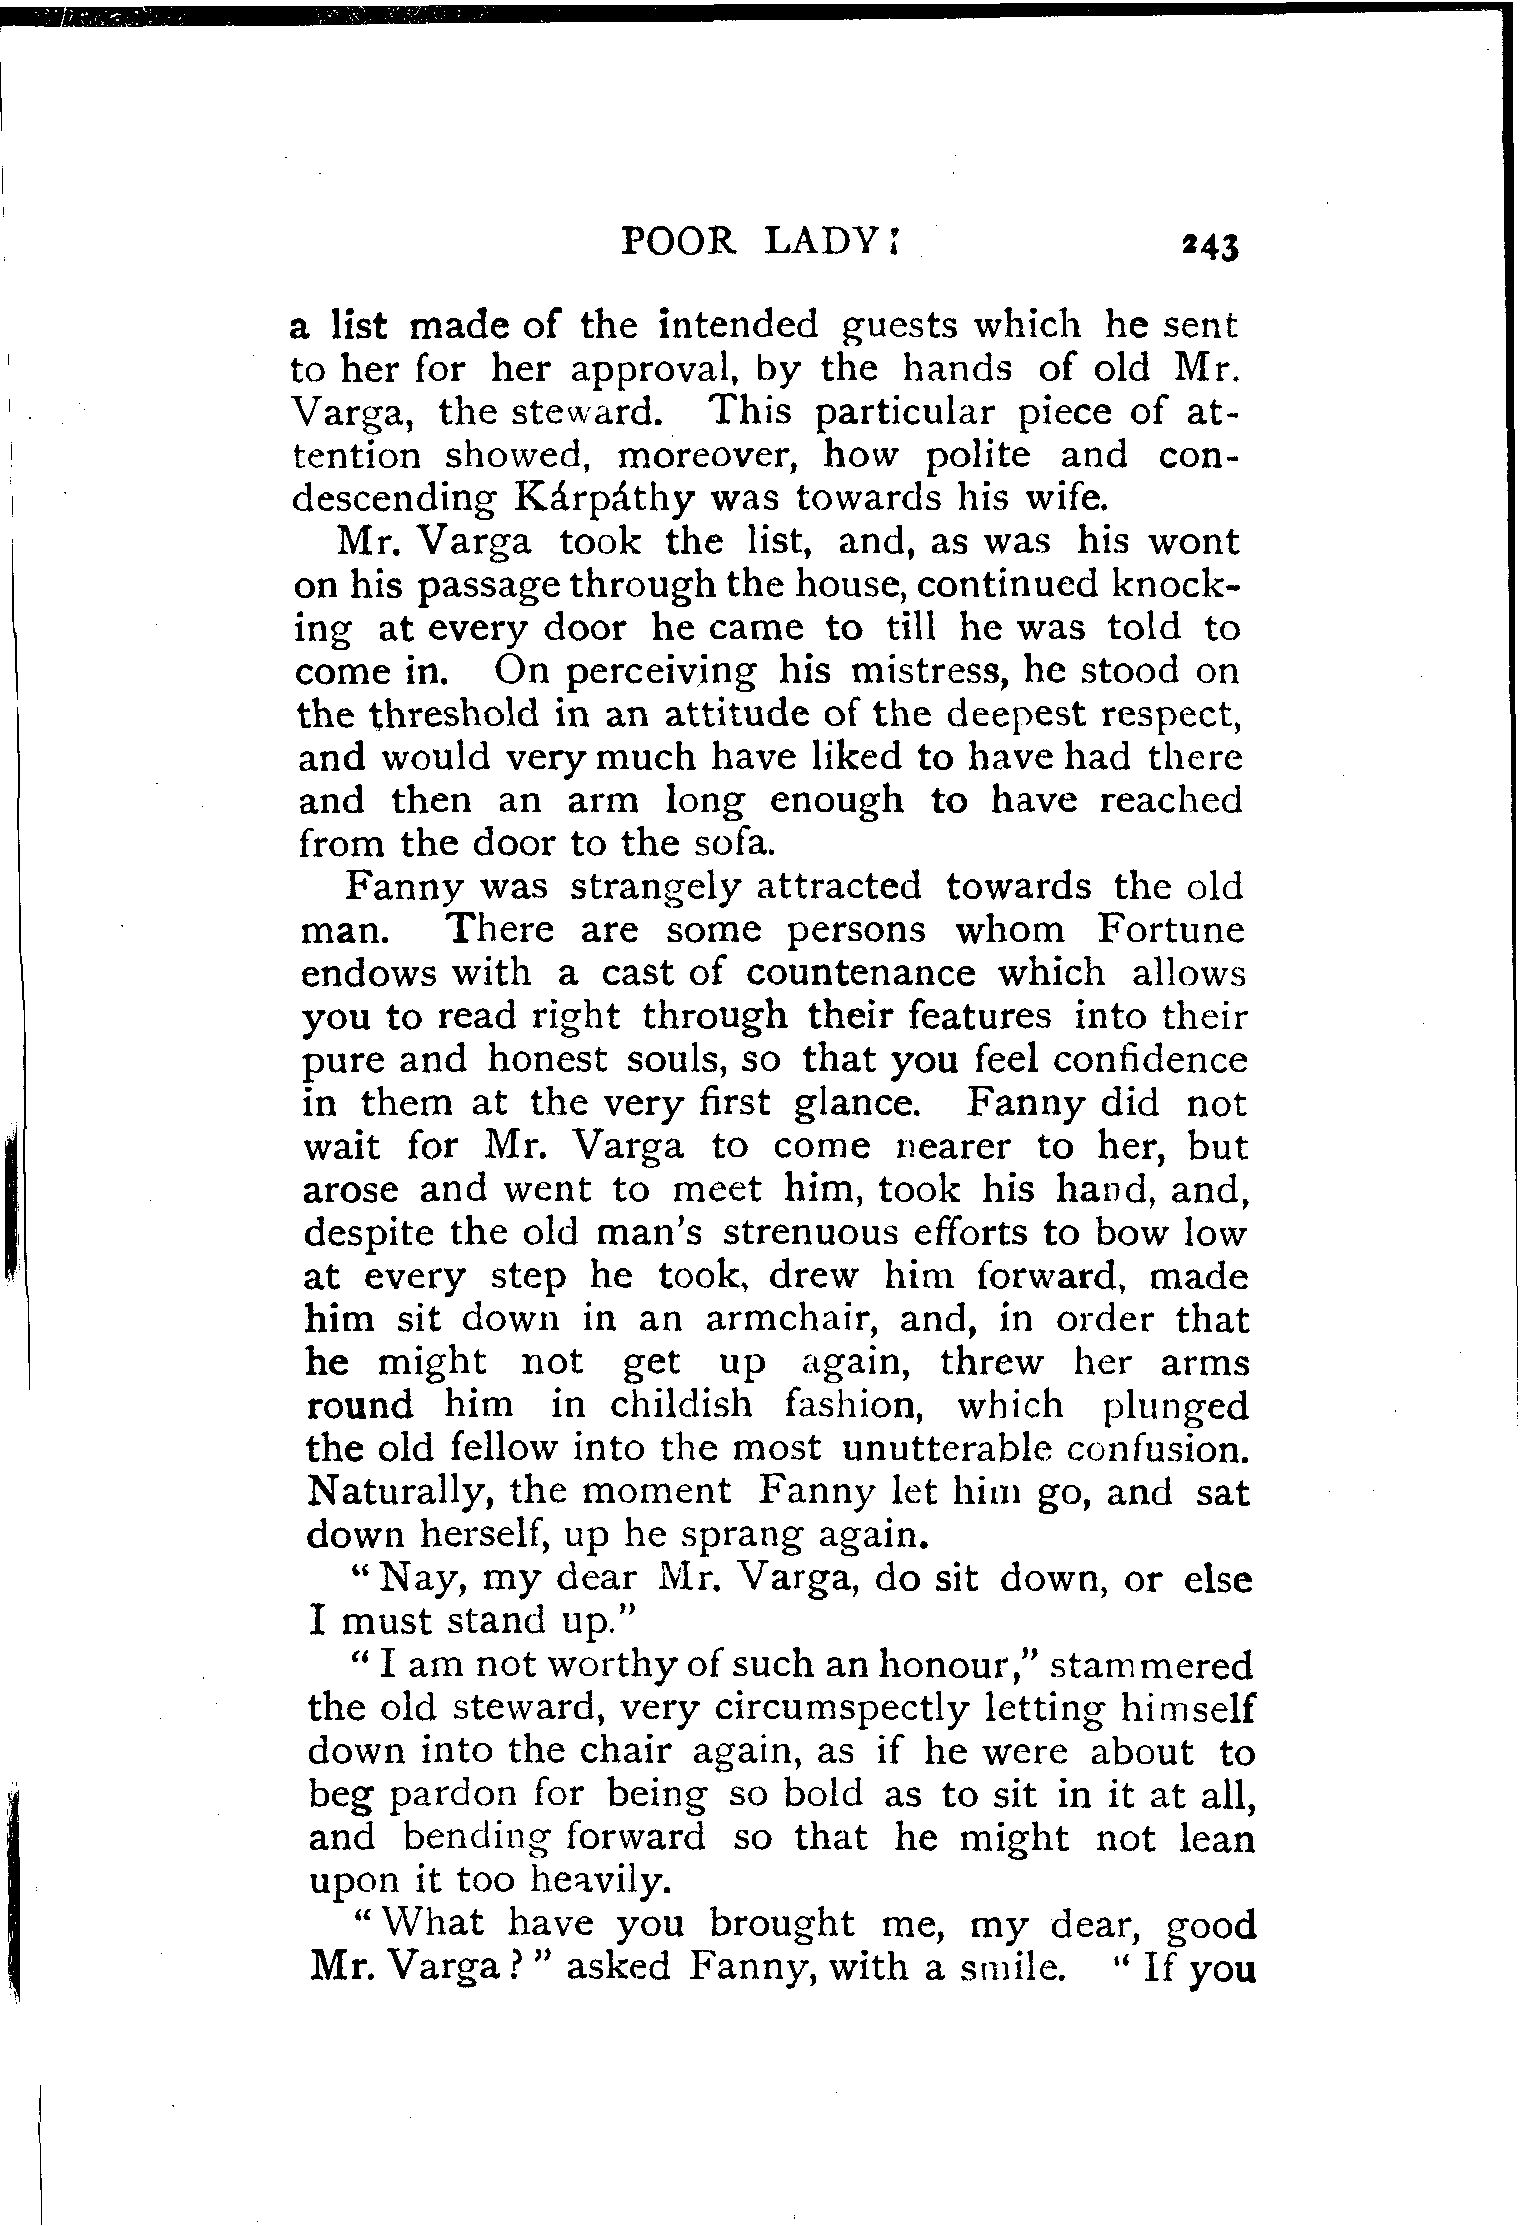 POOR LADY! 243
a list made of the intended guests which he sent
to her for her approval, by the hands of old Mr.
Varga, the steward. This particular piece of at-
tention showed, moreover, how polite and con-
descending Kárpáthy was towards his wife.
Mr. Varga took the list, and, as was his wont
on his passage through the house, continued knock-
ing at every door he came to till he was told to
come in. On perceiving his mistress, he stood on
the threshold in an attitude of the deepest respect,
and would very much have liked to have had there
and then an arm long enough to have reached
from the door to the sofa.
Fanny was strangely attracted towards the old
man. There are some persons whom Fortune
endows with a cast of countenance which allows
you to read right through their features into their
pure and honest souls, so that you feel confidence
in them at the very first glance. Fanny did not
wait for Mr. Varga to come nearer to her, but
arose and went to meet him, took his hand, and,
despite the old man's strenuous efforts to bow low
at every step he took, drew him forward, made
him sit down in an armchair, and, in order that
he might not get up again, threw her arms
round him in childish fashion, which plunged
the old fellow into the most unutterable confusion.
Naturally, the moment Fanny let him go, and sat
down herself, up he sprang again.
"Nay, my dear Mr. Varga, do sit down, or else
I must stand up."
"I am not worthy of such an honour," stammered
the old steward, very circumspectly letting himself
down into the chair again, as if he were about to
beg pardon for being so bold as to sit in it at all,
and bending forward so that he might not lean
upon it too heavily.
"What have you brought me, my dear, good
Mr. Varga?" asked Fanny, with a smile. "If you